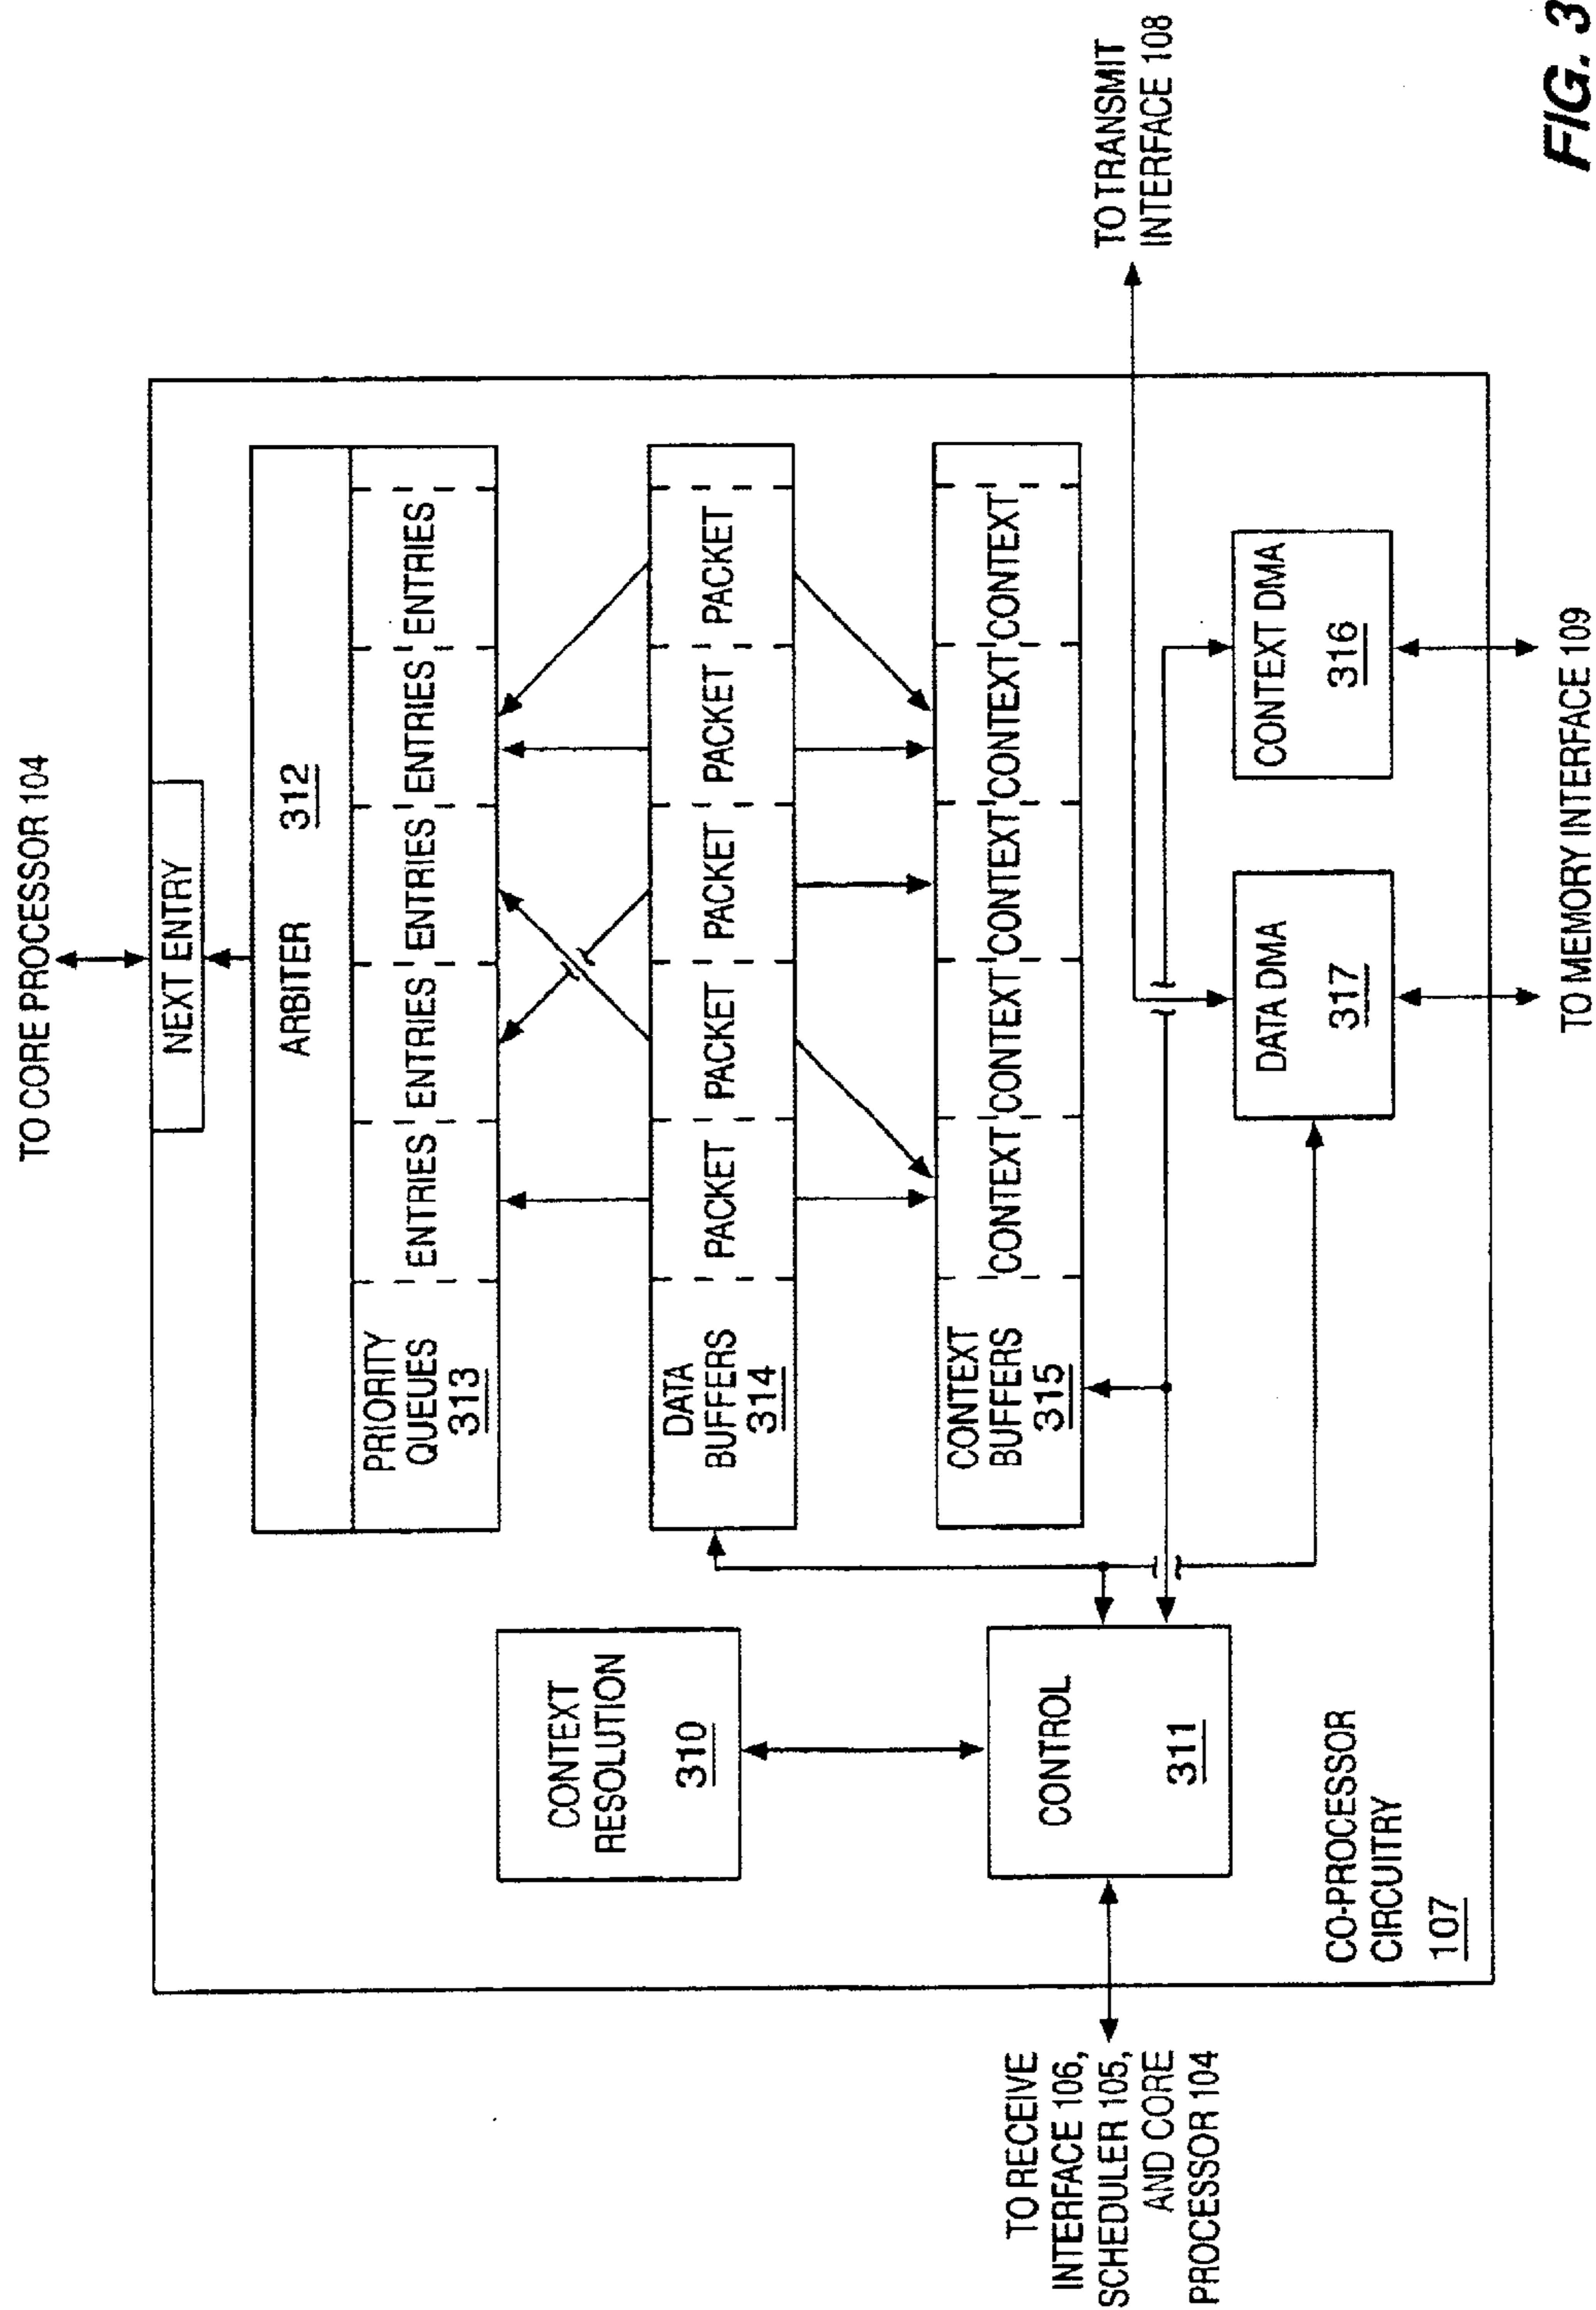 TO CORE PROCESSOR 104
NEXT ENTRY
ARBITER 312
PRIORITY
QUEUES
313
ENTRIES ENTRIES ENTRIES ENTRIES ENTRIES
DATA
BUFFERS
314
PACKET PACKET PACKET PACKET PACKET
CONTEXT
BUFFERS
315
CONTEXT CONTEXT CONTEXT CONTEXT CONTEXT
CONTEXT
RESOLUTION
310
CONTROL
311
TO RECEIVE
INTERFACE 106,
SCHEDULER 105,
AND CORE
PROCESSOR 104
TO TRANSMIT
INTERFACE 108
DATA DMA
317
CONTEXT DMA
316
CO-PROCESSOR
CIRCUITRY
107
TO MEMORY INTERFACE 109
FIG. 3